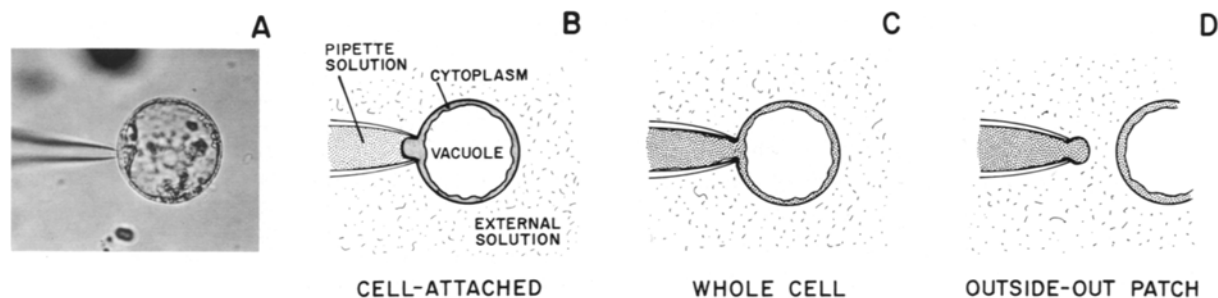 A
B
C
D
PIPETTE
SOLUTION
CYTOPLASM
VACUOLE
EXTERNAL
SOLUTION
CELL-ATTACHED
WHOLE CELL
OUTSIDE-OUT PATCH